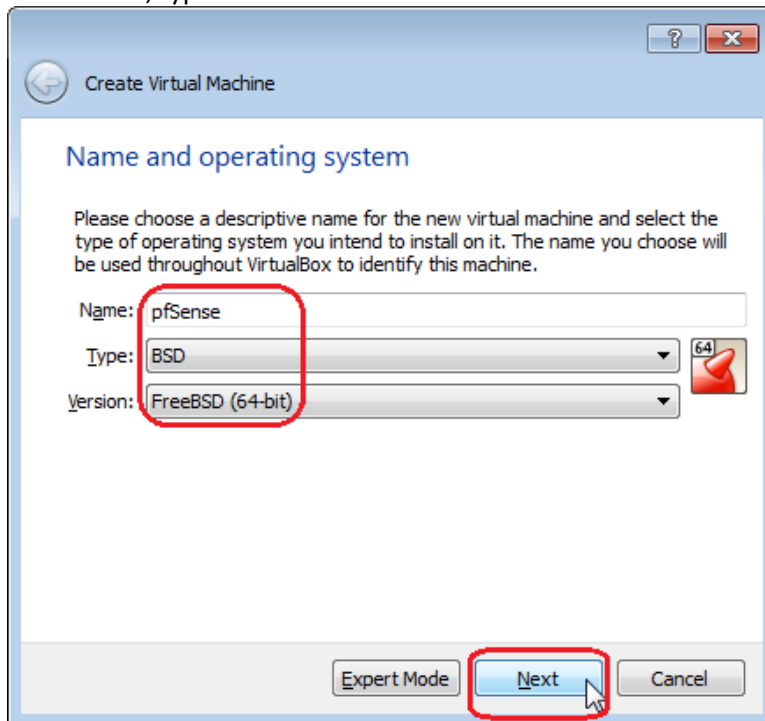 Create Virtual Machine
Name and operating system
Please choose a descriptive name for the new virtual machine and select the
type of operating system you intend to install on it. The name you choose will
be used throughout VirtualBox to identify this machine.
Name: pfSense
Type: BSD
64
Version: FreeBSD (64-bit)
Expert Mode Next Cancel